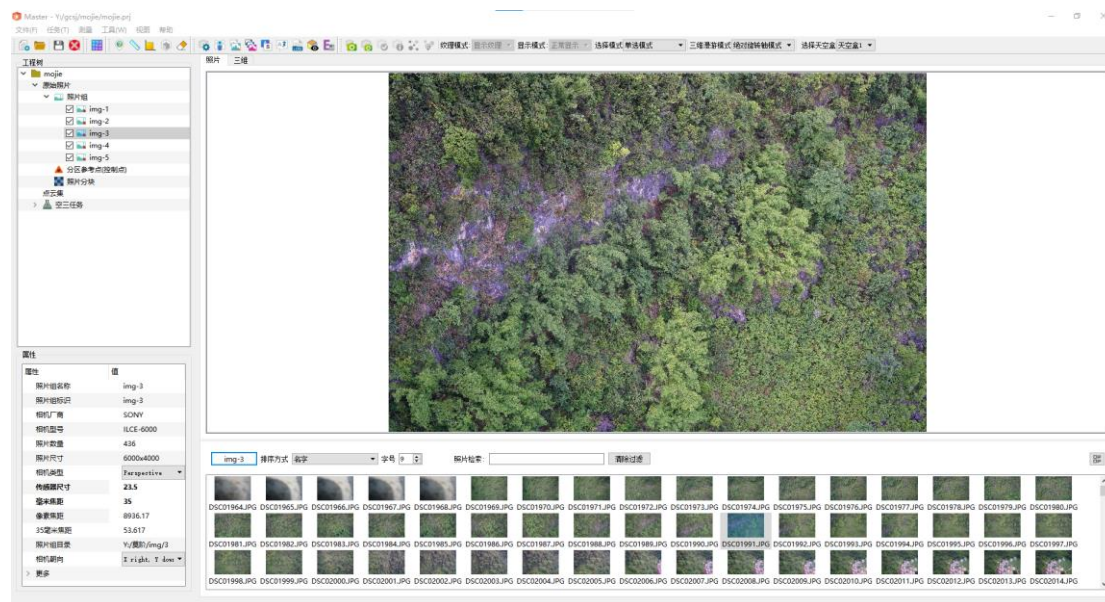 Master - Y:/gcsj/mojie/mojie.prj
文件(F) 任务(T) 测量 工具(W) 视图 帮助
纹理模式 显示纹理 显示模式 正常显示 选择模式 单选模式 三维漫游模式 绝对旋转轴模式 选择天空盒 天空盒1
工程树
照片 三维
mojie
原始照片
照片组
img-1
img-2
img-3
img-4
img-5
分区参考点(控制点)
照片分块
点云集
空三任务
属性
属性 值
照片组名称 img-3
照片组标识 img-3
相机厂商 SONY
相机型号 ILCE-6000
照片数量 436
照片尺寸 6000x4000
相机类型 Perspective
传感器尺寸 23.5
毫米焦距 35
像素焦距 8936.17
35毫米焦距 53.617
照片组目录 Y:/魔阶/img/3
相机朝向 X right, Y down
更多
img-3 排序方式 名字 字号 9 照片检索: 清除过滤
DSC01964.JPG DSC01965.JPG DSC01966.JPG DSC01967.JPG DSC01968.JPG DSC01969.JPG DSC01970.JPG DSC01971.JPG DSC01972.JPG DSC01973.JPG DSC01974.JPG DSC01975.JPG DSC01976.JPG DSC01977.JPG DSC01978.JPG DSC01979.JPG DSC01980.JPG
DSC01981.JPG DSC01982.JPG DSC01983.JPG DSC01984.JPG DSC01985.JPG DSC01986.JPG DSC01987.JPG DSC01988.JPG DSC01989.JPG DSC01990.JPG DSC01991.JPG DSC01992.JPG DSC01993.JPG DSC01994.JPG DSC01995.JPG DSC01996.JPG DSC01997.JPG
DSC01998.JPG DSC01999.JPG DSC02000.JPG DSC02001.JPG DSC02002.JPG DSC02003.JPG DSC02004.JPG DSC02005.JPG DSC02006.JPG DSC02007.JPG DSC02008.JPG DSC02009.JPG DSC02010.JPG DSC02011.JPG DSC02012.JPG DSC02013.JPG DSC02014.JPG